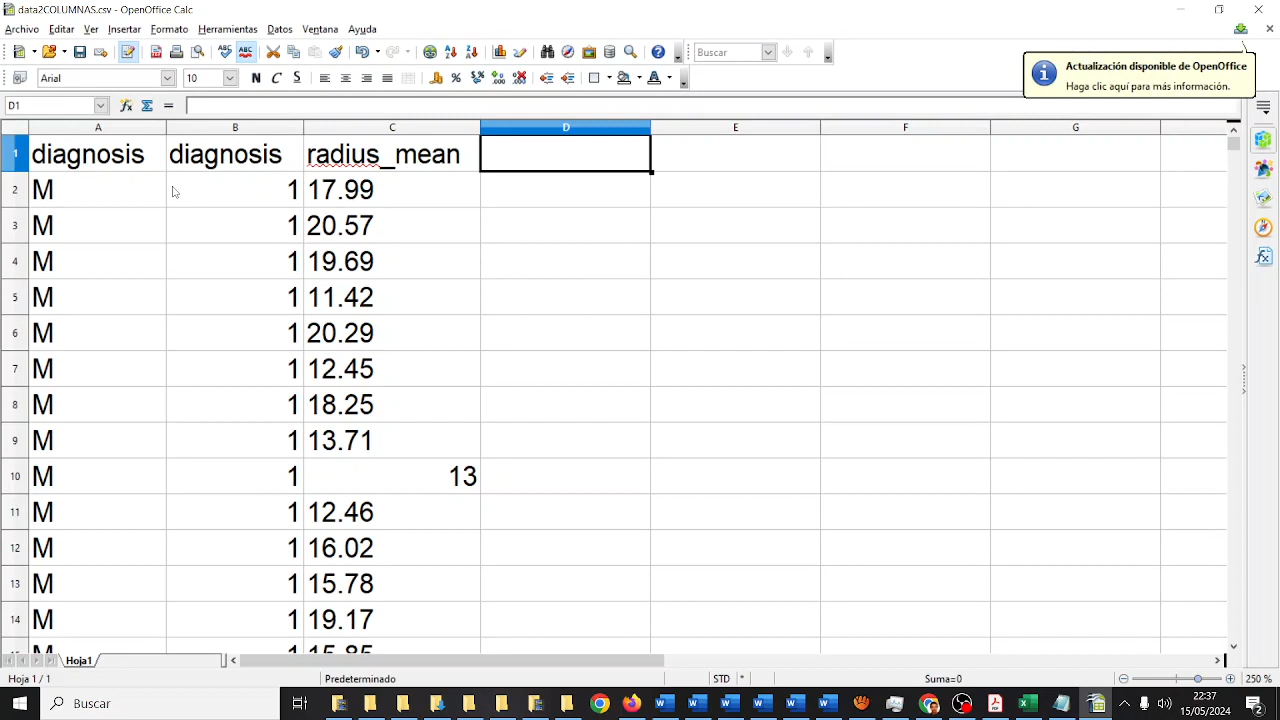 data2COLUMNAS.csv - OpenOffice Calc
Archivo Editar Ver Insertar Formato Herramientas Datos Ventana Ayuda
Buscar
Arial 10 N C S
Actualización disponible de OpenOffice
Haga clic aquí para más información.
D1
A B C D E F G
1 diagnosis diagnosis radius_mean
2 M 1 17.99
3 M 1 20.57
4 M 1 19.69
5 M 1 11.42
6 M 1 20.29
7 M 1 12.45
8 M 1 18.25
9 M 1 13.71
10 M 1 13
11 M 1 12.46
12 M 1 16.02
13 M 1 15.78
14 M 1 19.17
M 1 15.85
Hoja1
Hoja 1 / 1 Predeterminado STD * Suma=0 250 %
Buscar
22:37
15/05/2024